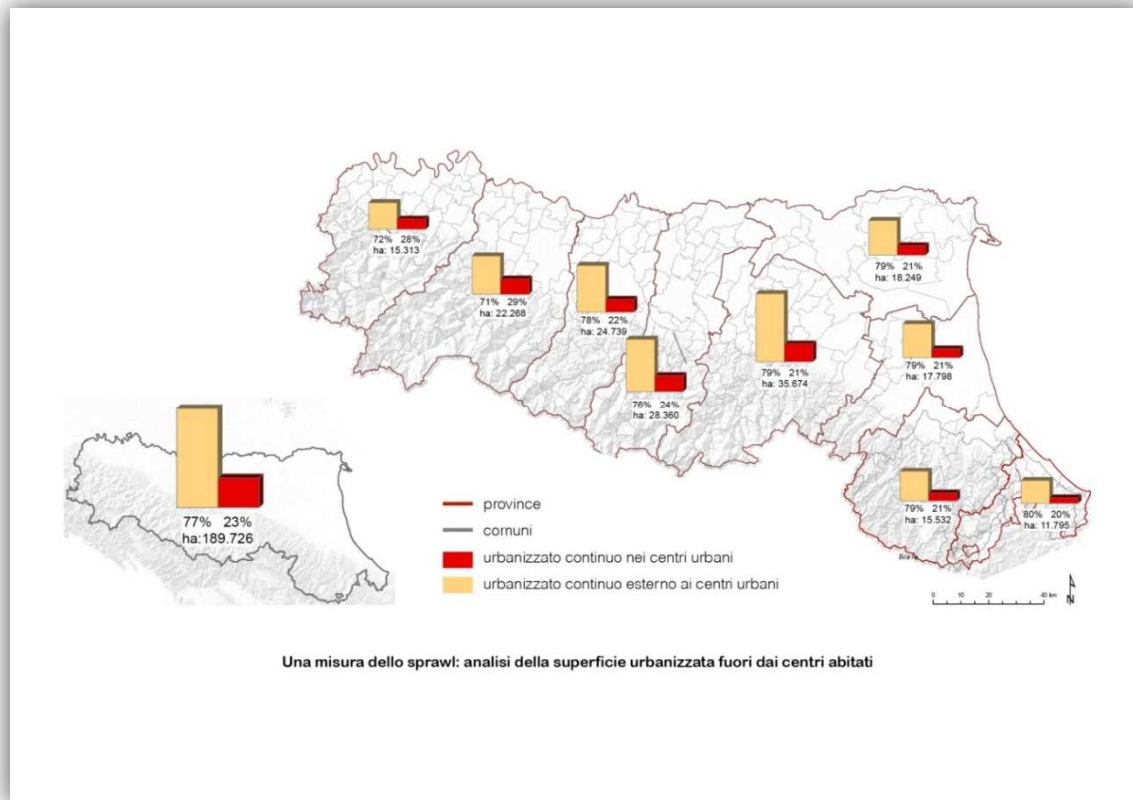 72% 28%
ha: 15.313
71% 29%
ha: 22.268
78% 22%
ha: 24.739
76% 24%
ha: 28.360
79% 21%
ha: 35.674
79% 21%
ha: 18.249
79% 21%
ha: 17.798
79% 21%
ha: 15.532
80% 20%
ha: 11.795
77% 23%
ha:189.726
province
comuni
urbanizzato continuo nei centri urbani
urbanizzato continuo esterno ai centri urbani
0 10 20 40 km
N
Una misura dello sprawl: analisi della superficie urbanizzata fuori dai centri abitati